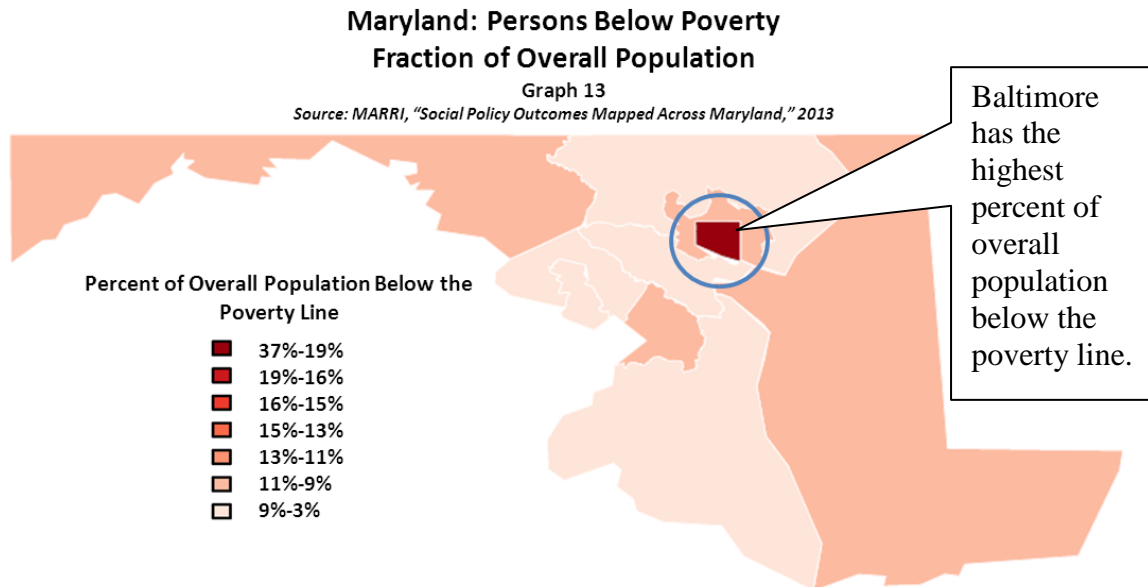 Maryland: Persons Below Poverty
Fraction of Overall Population
Graph 13
Source: MARRI, “Social Policy Outcomes Mapped Across Maryland,” 2013
Baltimore
has the
highest
percent of
overall
population
below the
poverty line.
Percent of Overall Population Below the
Poverty Line
37%-19%
19%-16%
16%-15%
15%-13%
13%-11%
11%-9%
9%-3%